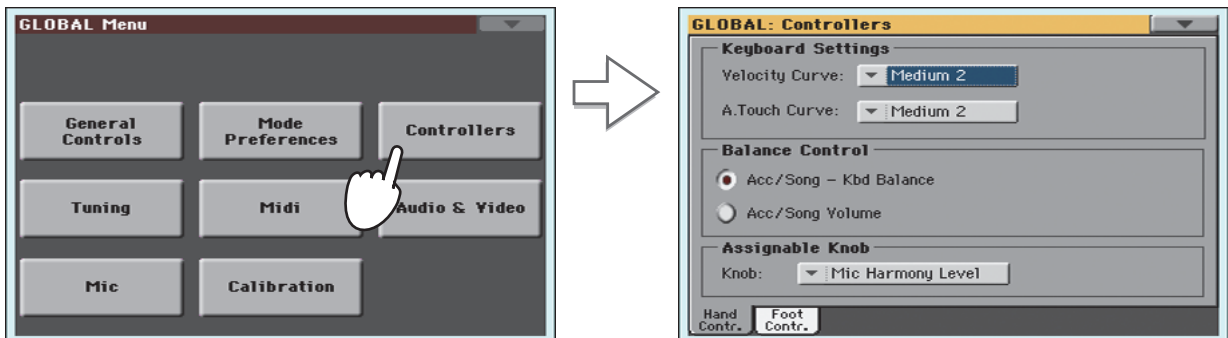 GLOBAL Menu
General
Controls
Mode
Preferences
Controllers
Tuning
Midi
Audio & Video
Mic
Calibration
GLOBAL: Controllers
Keyboard Settings
Velocity Curve: Medium 2
A.Touch Curve: Medium 2
Balance Control
Acc/Song – Kbd Balance
Acc/Song Volume
Assignable Knob
Knob: Mic Harmony Level
Hand
Contr.
Foot
Contr.